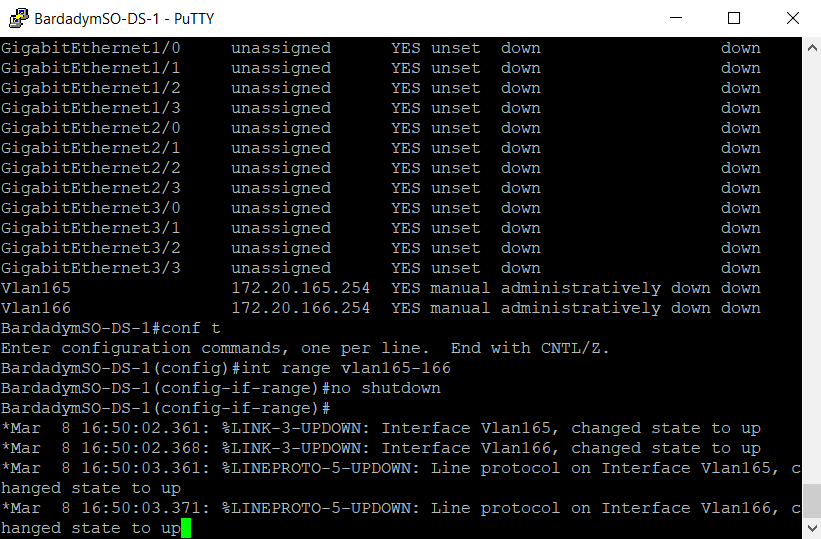 BardadymSO-DS-1 - PuTTY
GigabitEthernet1/0     unassigned      YES unset  down                  down
GigabitEthernet1/1     unassigned      YES unset  down                  down
GigabitEthernet1/2     unassigned      YES unset  down                  down
GigabitEthernet1/3     unassigned      YES unset  down                  down
GigabitEthernet2/0     unassigned      YES unset  down                  down
GigabitEthernet2/1     unassigned      YES unset  down                  down
GigabitEthernet2/2     unassigned      YES unset  down                  down
GigabitEthernet2/3     unassigned      YES unset  down                  down
GigabitEthernet3/0     unassigned      YES unset  down                  down
GigabitEthernet3/1     unassigned      YES unset  down                  down
GigabitEthernet3/2     unassigned      YES unset  down                  down
GigabitEthernet3/3     unassigned      YES unset  down                  down
Vlan165                172.20.165.254  YES manual administratively down down
Vlan166                172.20.166.254  YES manual administratively down down
BardadymSO-DS-1#conf t
Enter configuration commands, one per line.  End with CNTL/Z.
BardadymSO-DS-1(config)#int range vlan165-166
BardadymSO-DS-1(config-if-range)#no shutdown
BardadymSO-DS-1(config-if-range)#
*Mar  8 16:50:02.361: %LINK-3-UPDOWN: Interface Vlan165, changed state to up
*Mar  8 16:50:02.368: %LINK-3-UPDOWN: Interface Vlan166, changed state to up
*Mar  8 16:50:03.361: %LINEPROTO-5-UPDOWN: Line protocol on Interface Vlan165, c
hanged state to up
*Mar  8 16:50:03.371: %LINEPROTO-5-UPDOWN: Line protocol on Interface Vlan166, c
hanged state to up